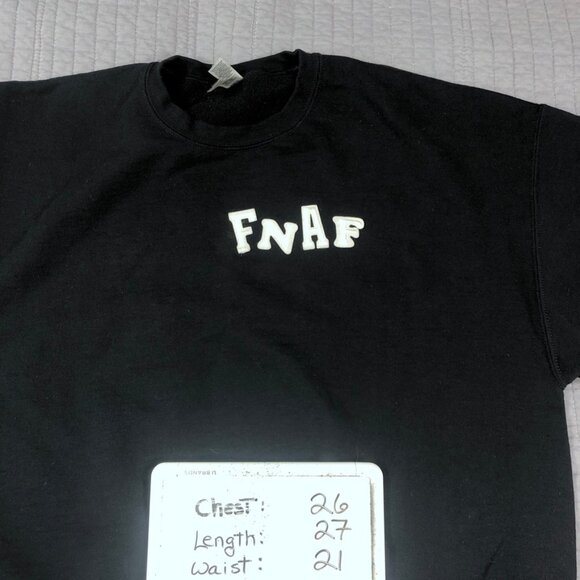 FNAF
Chest: 26
Length: 27
Waist: 21